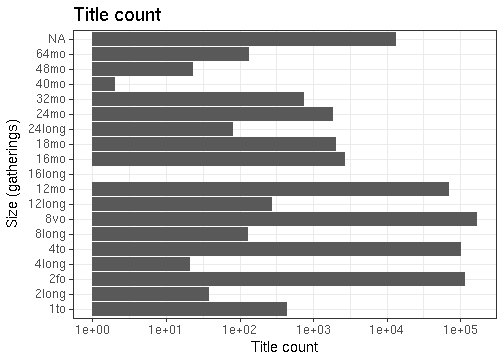 Title count
NA
64mo
48mo
40mo
32mo
24mo
24long
18mo
16mo
16long
12mo
12long
8vo
8long
4to
4long
2fo
2long
1to
Size (gatherings)
1e+00 1e+01 1e+02 1e+03 1e+04 1e+05
Title count